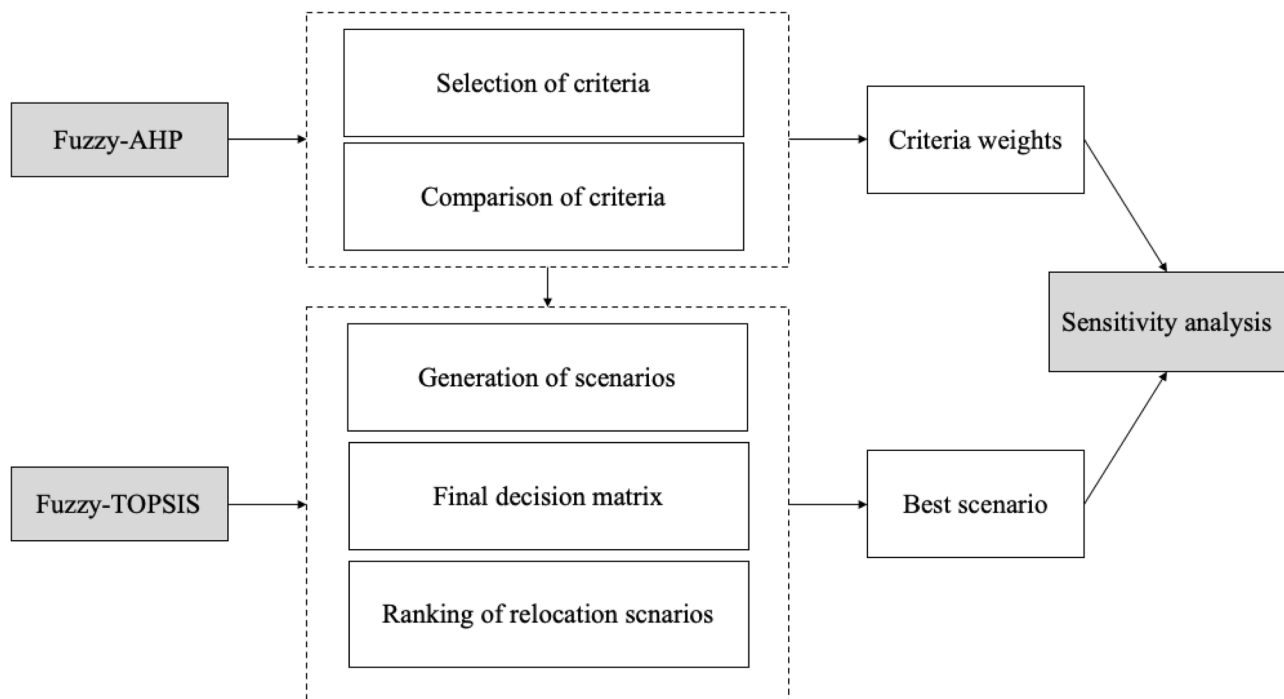 Selection of criteria
Fuzzy-AHP
Criteria weights
Comparison of criteria
Sensitivity analysis
Generation of scenarios
Final decision matrix
Fuzzy-TOPSIS
Best scenario
Ranking of relocation scnarios